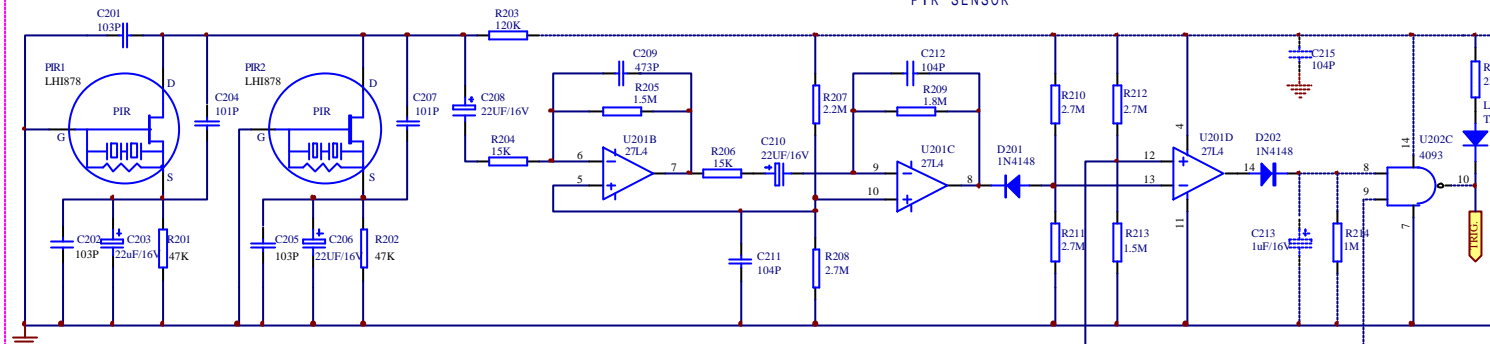 PIR SENSOR
C201
103P
R203
120K
PIR1
LHI878
D
PIR
G
S
C204
101P
PIR2
LHI878
D
PIR
G
S
C207
101P
C208
22UF/16V
R204
15K
C209
473P
R205
1.5M
U201B
27L4
6
5
7
R206
15K
C210
22UF/16V
R207
2.2M
C212
104P
R209
1.8M
U201C
27L4
9
10
8
D201
1N4148
R210
2.7M
R212
2.7M
4
U201D
27L4
12
13
14
11
D202
1N4148
C215
104P
14
U202C
4093
8
9
10
7
R
2
L
T
C202
103P
C203
22uF/16V
R201
47K
C205
103P
C206
22UF/16V
R202
47K
C211
104P
R208
2.7M
R211
2.7M
R213
1.5M
C213
1uF/16V
R214
1M
TRIG.